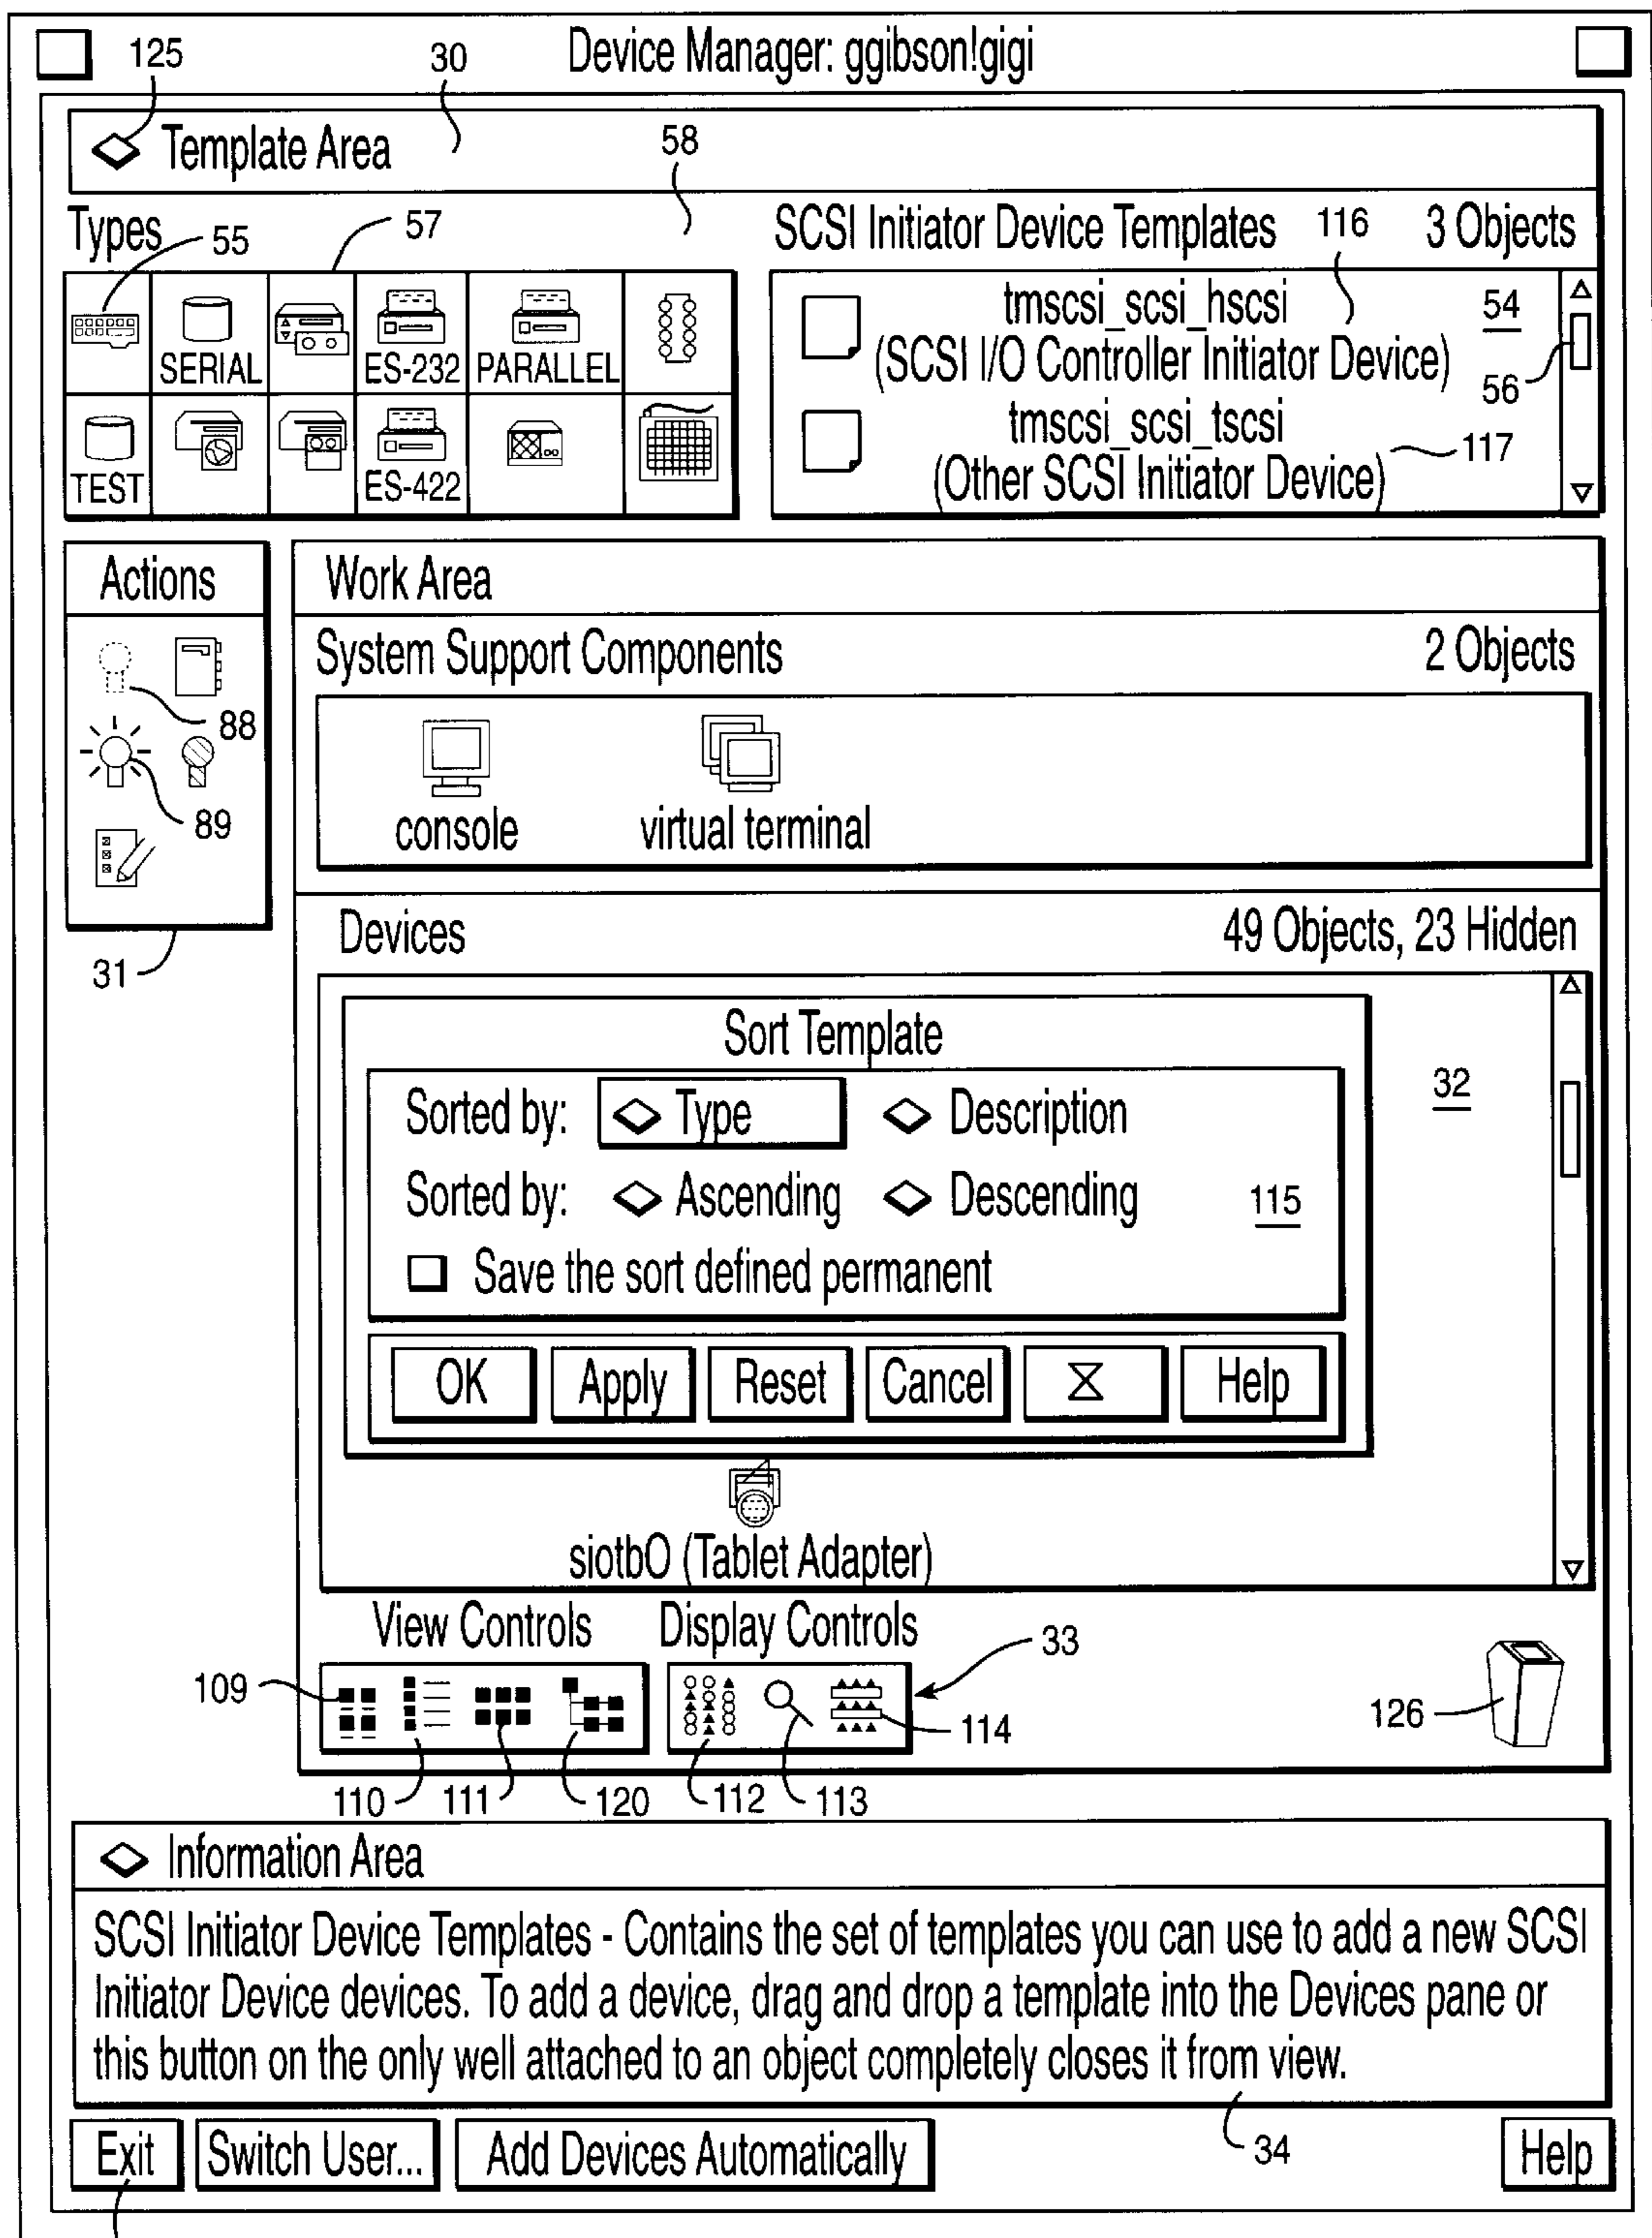 Device Manager: ggibson!gigi
125
30
Template Area
58
Types
55
57
SCSI Initiator Device Templates
116
3 Objects
SERIAL
ES-232
PARALLEL
TEST
ES-422
tmscsi_scsi_hscsi
54
(SCSI I/O Controller Initiator Device)
56
tmscsi_scsi_tscsi
117
(Other SCSI Initiator Device)
Actions
88
89
31
Work Area
System Support Components
2 Objects
console
virtual terminal
Devices
49 Objects, 23 Hidden
Sort Template
32
Sorted by: Type Description
Sorted by: Ascending Descending
115
Save the sort defined permanent
OK Apply Reset Cancel Help
siotbO (Tablet Adapter)
View Controls
Display Controls
33
109
114
126
110
111
120
112
113
Information Area
SCSI Initiator Device Templates - Contains the set of templates you can use to add a new SCSI
Initiator Device devices. To add a device, drag and drop a template into the Devices pane or
this button on the only well attached to an object completely closes it from view.
34
Exit
Switch User...
Add Devices Automatically
Help